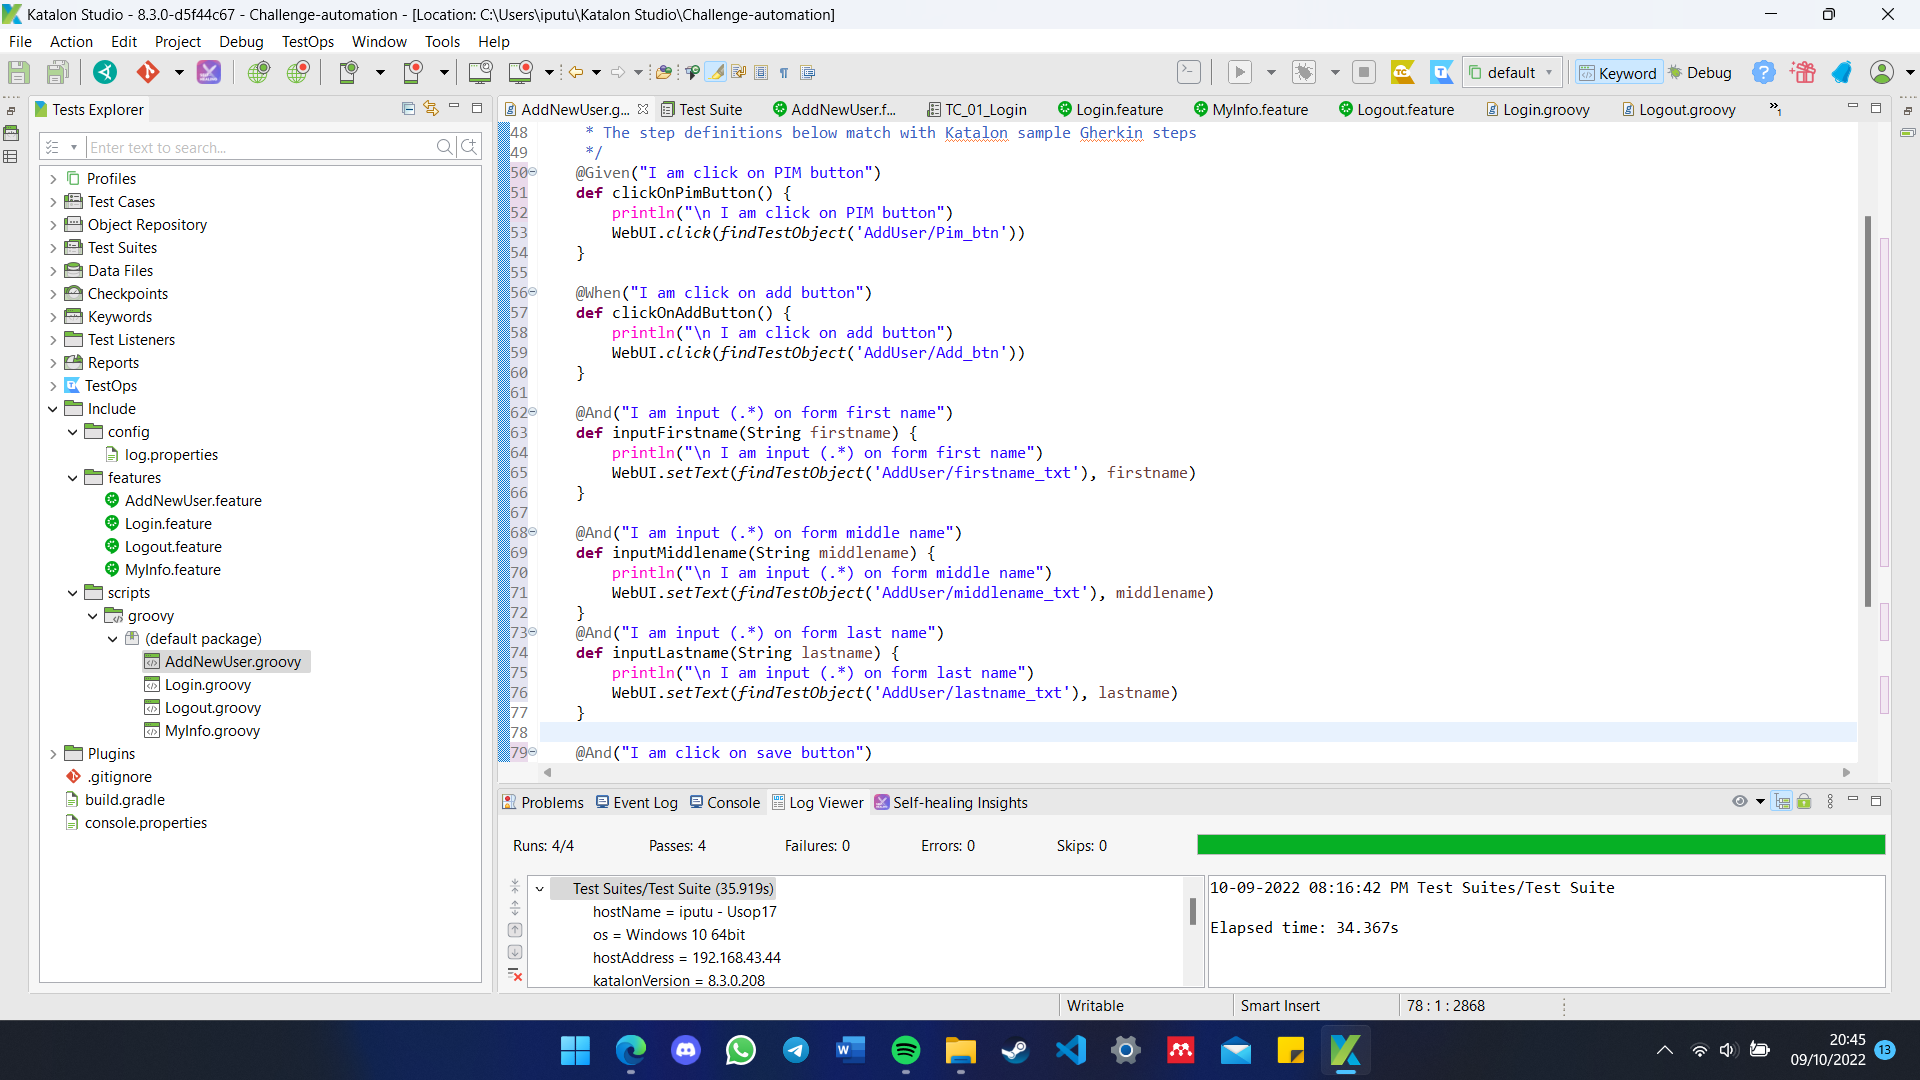 Katalon Studio - 8.3.0-d5f44c67 - Challenge-automation - [Location: C:\Users\iputu\Katalon Studio\Challenge-automation]
File Action Edit Project Debug TestOps Window Tools Help
default Keyword Debug
Tests Explorer
Enter text to search...
Profiles
Test Cases
Object Repository
Test Suites
Data Files
Checkpoints
Keywords
Test Listeners
Reports
TestOps
Include
config
log.properties
features
AddNewUser.feature
Login.feature
Logout.feature
MyInfo.feature
scripts
groovy
(default package)
AddNewUser.groovy
Login.groovy
Logout.groovy
MyInfo.groovy
Plugins
.gitignore
build.gradle
console.properties
AddNewUser.g... Test Suite AddNewUser.f... TC_01_Login Login.feature MyInfo.feature Logout.feature Login.groovy Logout.groovy »1
48 * The step definitions below match with Katalon sample Gherkin steps
49 */
50 @Given("I am click on PIM button")
51 def clickOnPimButton() {
52 println("\n I am click on PIM button")
53 WebUI.click(findTestObject('AddUser/Pim_btn'))
54 }
55
56 @When("I am click on add button")
57 def clickOnAddButton() {
58 println("\n I am click on add button")
59 WebUI.click(findTestObject('AddUser/Add_btn'))
60 }
61
62 @And("I am input (.*) on form first name")
63 def inputFirstname(String firstname) {
64 println("\n I am input (.*) on form first name")
65 WebUI.setText(findTestObject('AddUser/firstname_txt'), firstname)
66 }
67
68 @And("I am input (.*) on form middle name")
69 def inputMiddlename(String middlename) {
70 println("\n I am input (.*) on form middle name")
71 WebUI.setText(findTestObject('AddUser/middlename_txt'), middlename)
72 }
73 @And("I am input (.*) on form last name")
74 def inputLastname(String lastname) {
75 println("\n I am input (.*) on form last name")
76 WebUI.setText(findTestObject('AddUser/lastname_txt'), lastname)
77 }
78
79 @And("I am click on save button")
Problems Event Log Console Log Viewer Self-healing Insights
Runs: 4/4 Passes: 4 Failures: 0 Errors: 0 Skips: 0
Test Suites/Test Suite (35.919s)
hostName = iputu - Usop17
os = Windows 10 64bit
hostAddress = 192.168.43.44
katalonVersion = 8.3.0.208
10-09-2022 08:16:42 PM Test Suites/Test Suite
Elapsed time: 34.367s
Writable Smart Insert 78 : 1 : 2868
20:45
09/10/2022
13